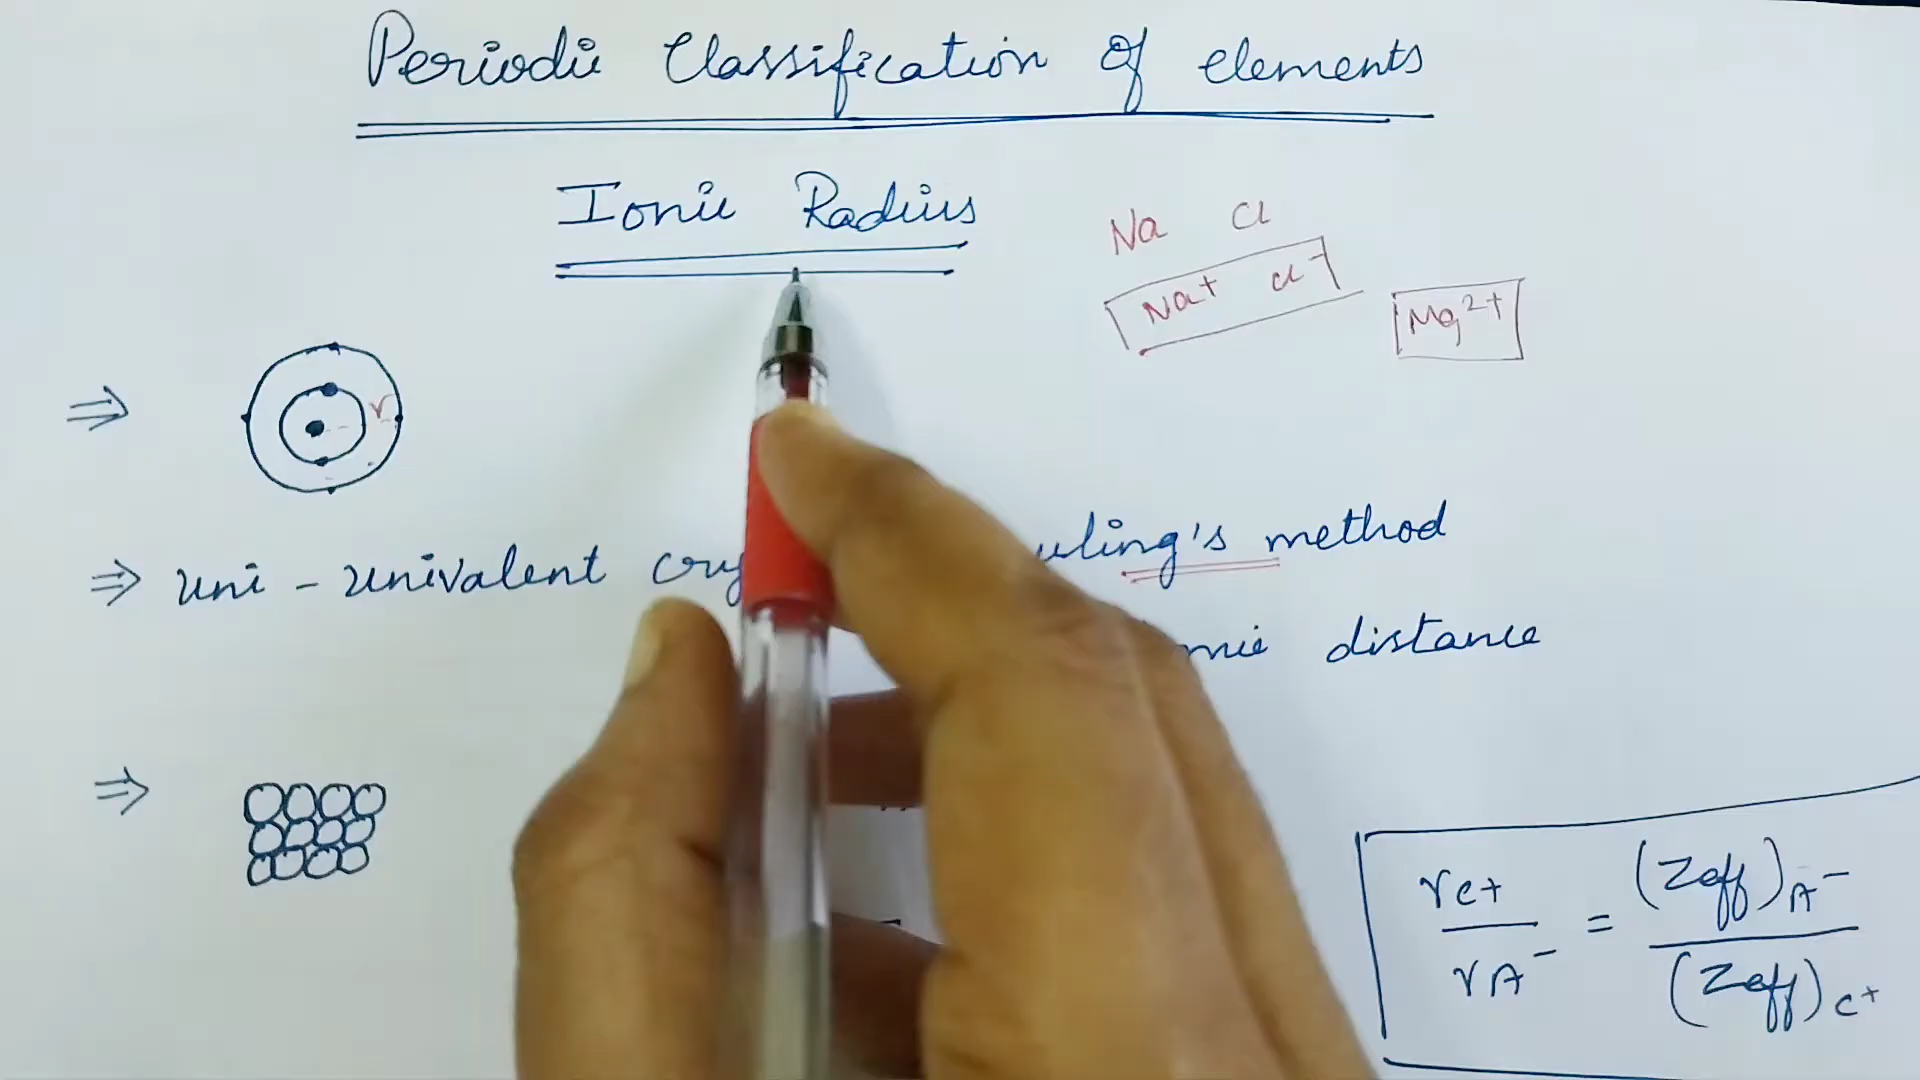 Periodic Classification Of elements
Ionic Radius
Na Cl
Na+ Cl-
Mg2+
r
⇒
⇒ uni - univalent method
distance
⇒
rC+ / rA- = (Zeff)A- / (Zeff)C+